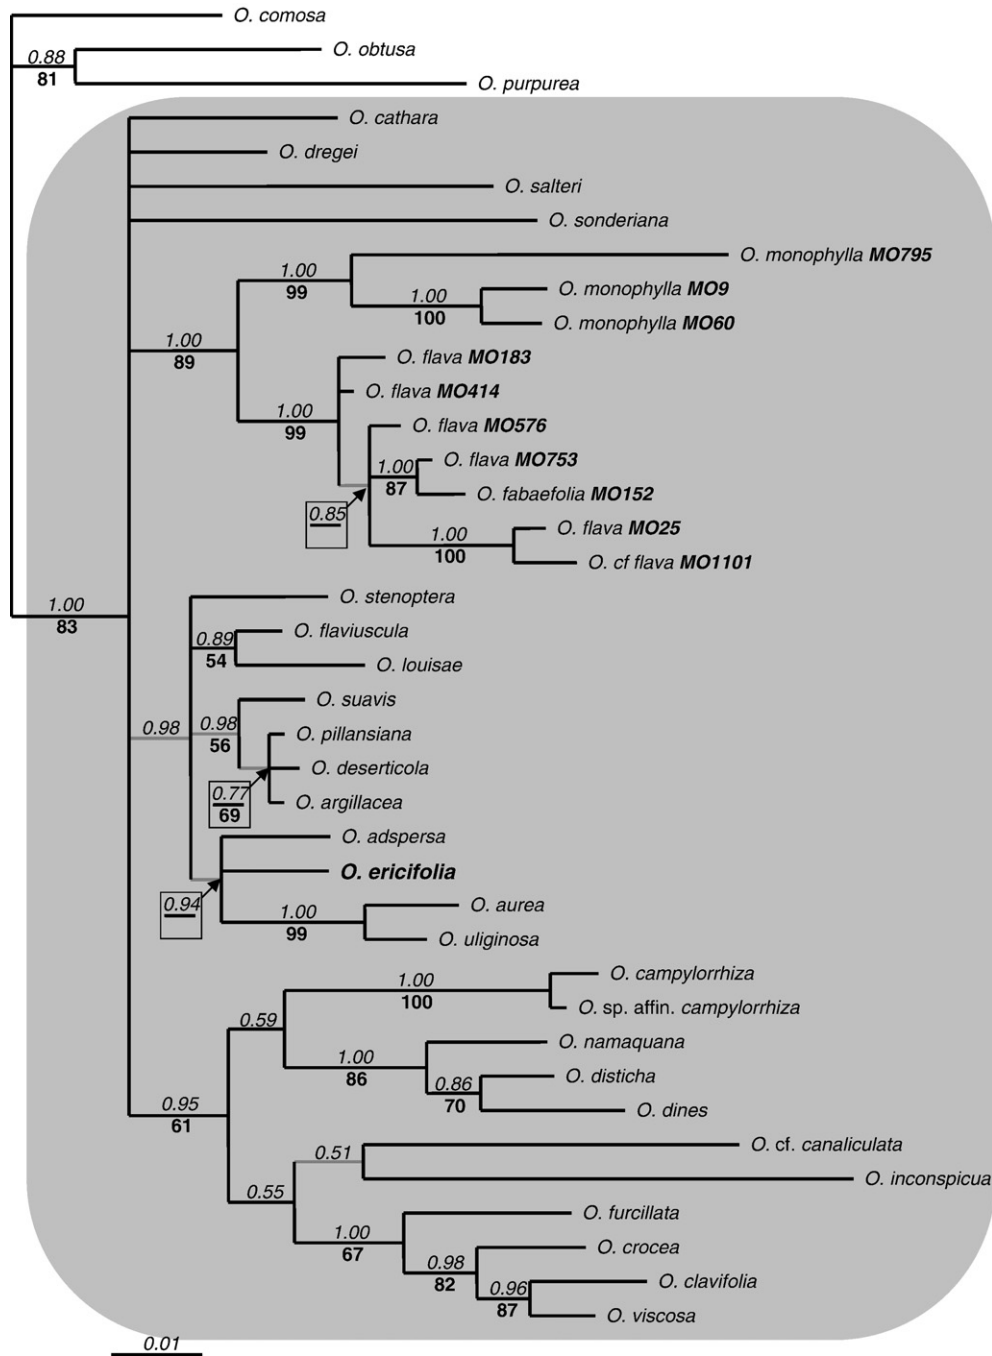 O. comosa
O. obtusa
0.88
81
O. purpurea
O. cathara
O. dregei
O. salteri
O. sonderiana
O. monophylla MO795
1.00
99
O. monophylla MO9
1.00
100
O. monophylla MO60
1.00
89
O. flava MO183
O. flava MO414
1.00
99
O. flava MO576
O. flava MO753
1.00
87
O. fabaefolia MO152
0.85
O. flava MO25
1.00
100
O. cf flava MO1101
O. stenoptera
1.00
83
O. flaviuscula
0.89
54
O. louisae
O. suavis
0.98
0.98
56
O. pillansiana
O. deserticola
0.77
69
O. argillacea
O. adspersa
O. ericifolia
0.94
O. aurea
1.00
99
O. uliginosa
O. campylorrhiza
1.00
100
O. sp. affin. campylorrhiza
0.59
O. namaquana
1.00
86
O. disticha
0.86
70
O. dines
0.95
61
O. cf. canaliculata
0.51
O. inconspicua
0.55
O. furcillata
1.00
67
O. crocea
0.98
82
O. clavifolia
0.96
87
O. viscosa
0.01